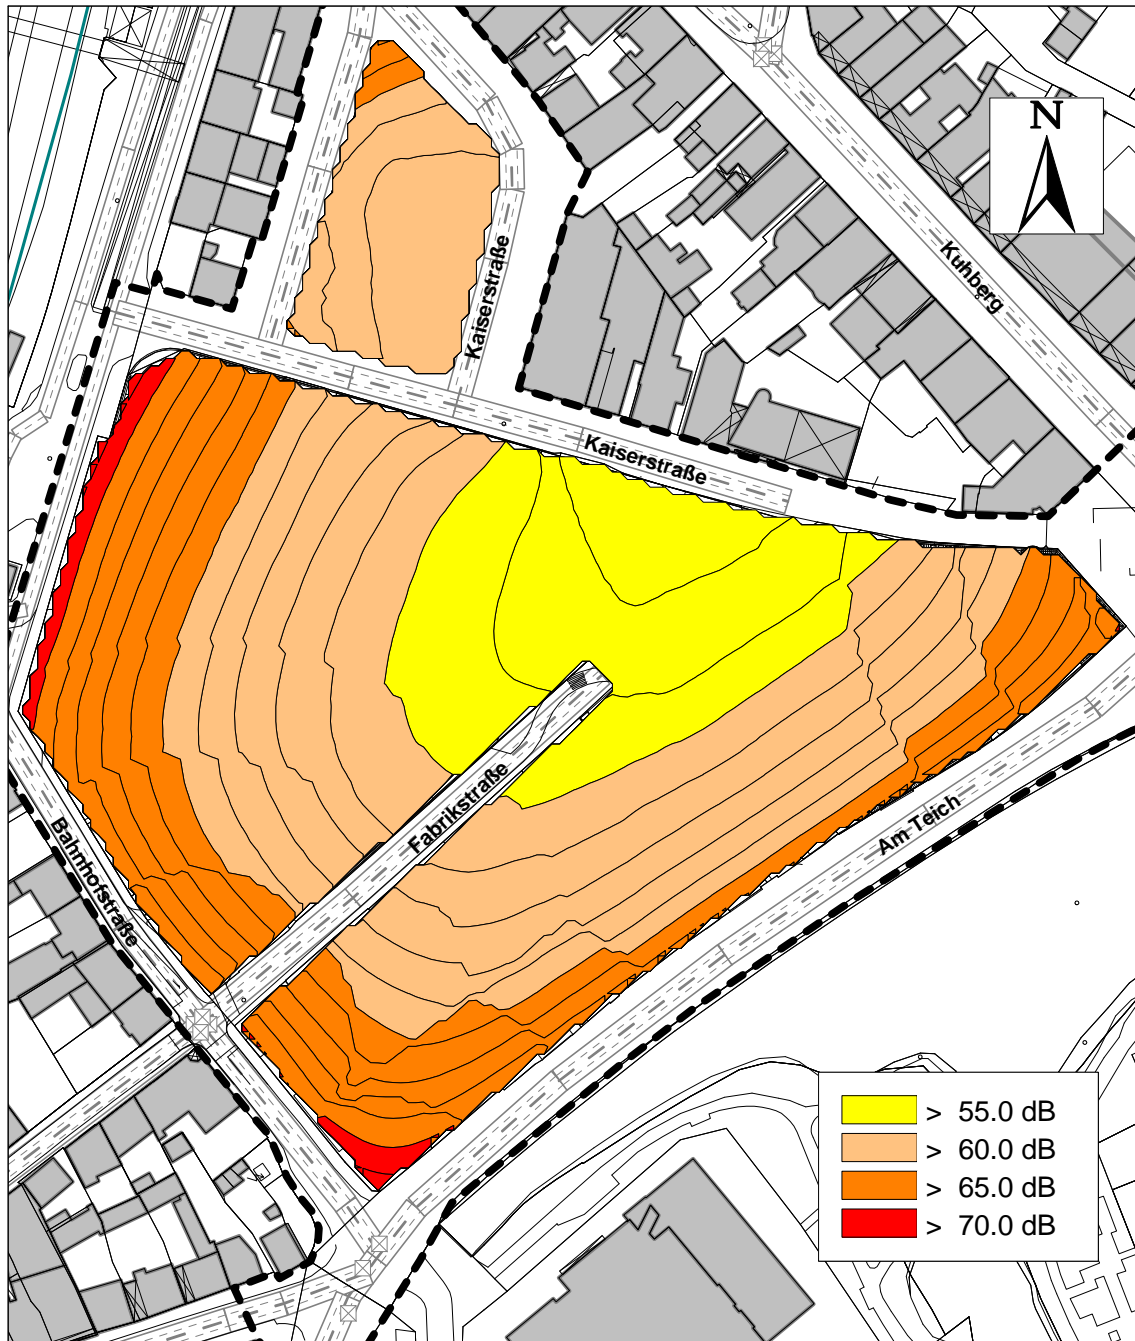 N
Kuhberg
Kaiserstraße
Kaiserstraße
Fabrikstraße
Am Teich
Bahnhofstraße
> 55.0 dB
> 60.0 dB
> 65.0 dB
> 70.0 dB